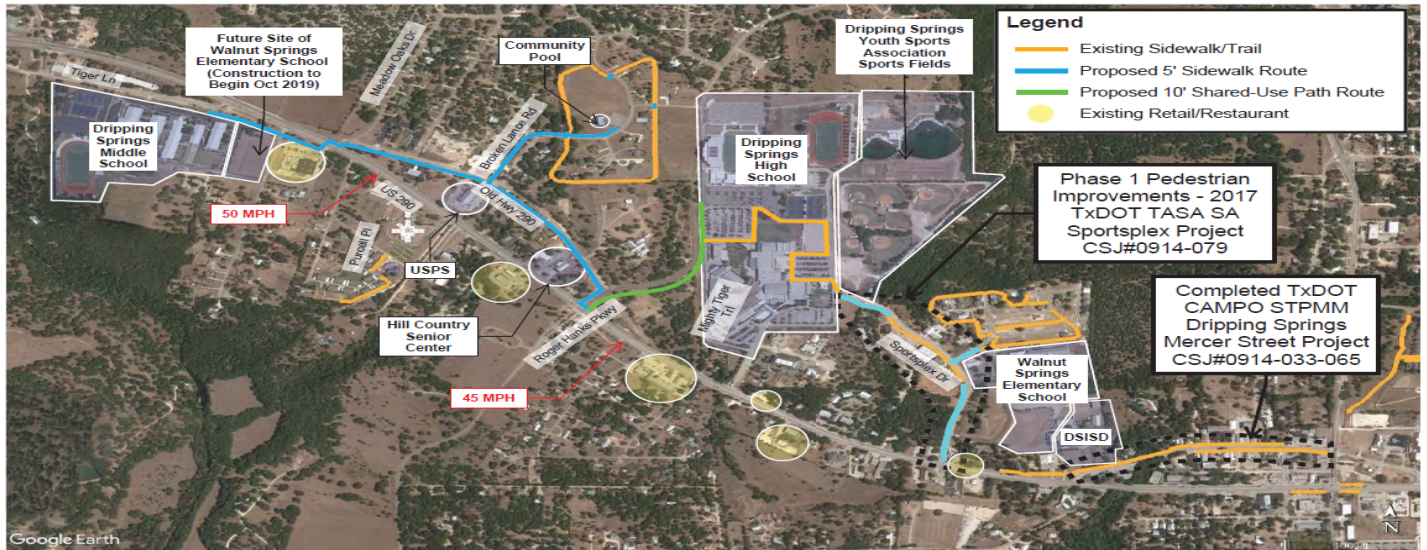 Legend
Existing Sidewalk/Trail
Proposed 5' Sidewalk Route
Proposed 10' Shared-Use Path Route
Existing Retail/Restaurant
Future Site of
Walnut Springs
Elementary School
(Construction to
Begin Oct 2019)
Tiger Ln
Meadow Oaks Dr
Community
Pool
Dripping Springs
Youth Sports
Association
Sports Fields
Dripping
Springs
Middle
School
Broken Lance Rd
Dripping
Springs
High
School
Phase 1 Pedestrian
Improvements - 2017
TxDOT TASA SA
Sportsplex Project
CSJ#0914-079
50 MPH
US 290
Old Hwy 290
Purcal Pl
USPS
Completed TxDOT
CAMPO STPMM
Dripping Springs
Mercer Street Project
CSJ#0914-033-065
Hill Country
Senior
Center
Roger Hanks Pkwy
Mighty Tiger
Trl
Sportsplex Dr
Walnut
Springs
Elementary
School
45 MPH
DSISD
Google Earth
N